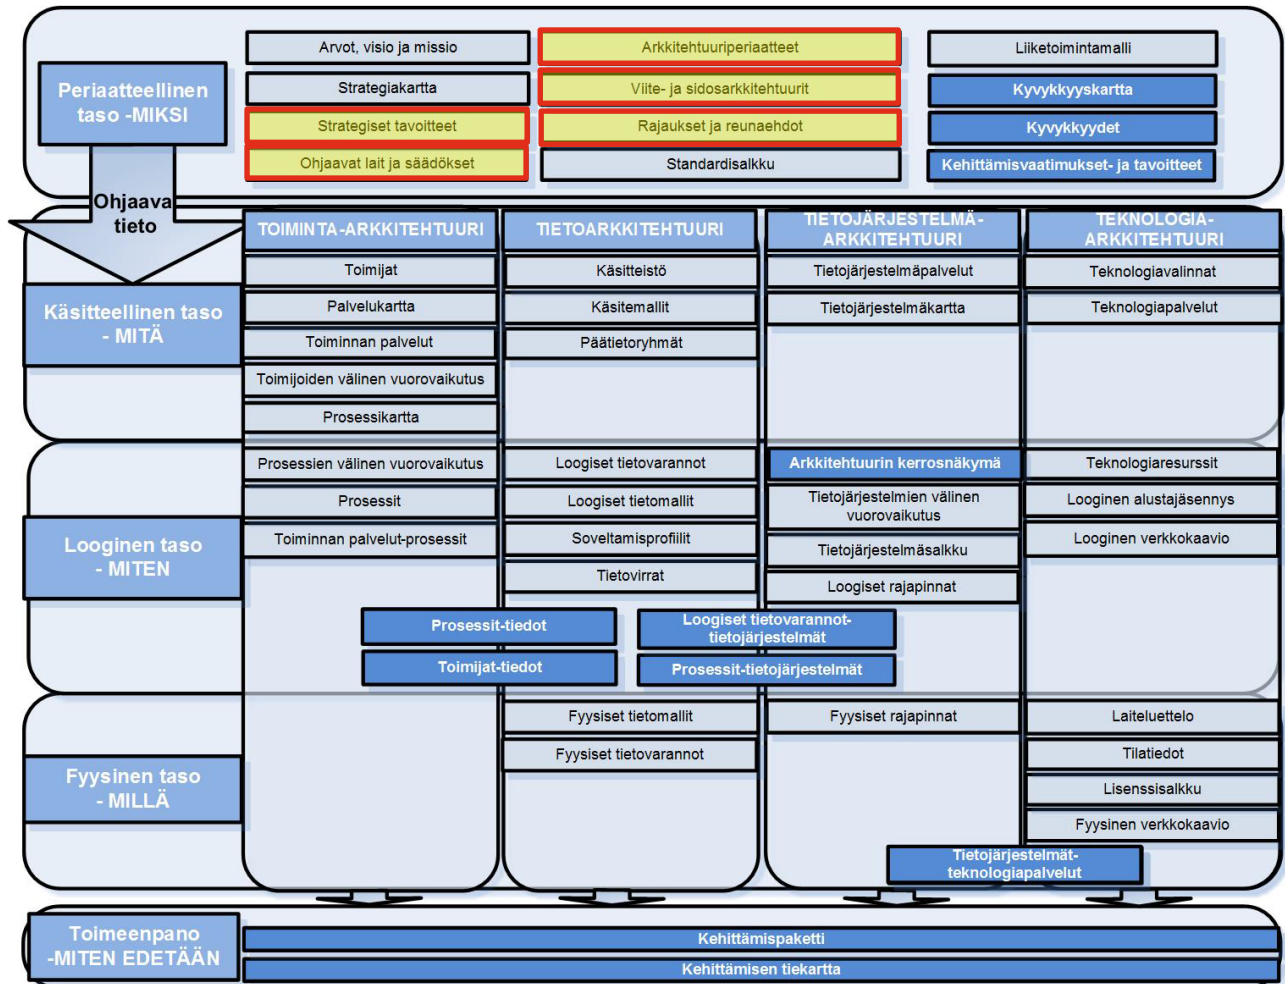 Arvot, visio ja missio
Arkkitehtuuriperiaatteet
Liiketoimintamalli
Periaatteellinen
taso -MIKSI
Strategiakartta
Viite- ja sidosarkkitehtuurit
Kyvykkyyskartta
Strategiset tavoitteet
Rajaukset ja reunaehdot
Kyvykkyydet
Ohjaavat lait ja säädökset
Standardisalkku
Kehittämisvaatimukset- ja tavoitteet
Ohjaava
tieto
TOIMINTA-ARKKITEHTUURI
TIETOARKKITEHTUURI
TIETOJÄRJESTELMÄ-
ARKKITEHTUURI
TEKNOLOGIA-
ARKKITEHTUURI
Käsitteellinen taso
- MITÄ
Toimijat
Käsitteistö
Tietojärjestelmäpalvelut
Teknologiavalinnat
Palvelukartta
Käsitemallit
Tietojärjestelmäkartta
Teknologiapalvelut
Toiminnan palvelut
Päätietoryhmät
Toimijoiden välinen vuorovaikutus
Prosessikartta
Looginen taso
- MITEN
Prosessien välinen vuorovaikutus
Loogiset tietovarannot
Arkkitehtuurin kerrosnäkymä
Teknologiaresurssit
Prosessit
Loogiset tietomallit
Tietojärjestelmien välinen
vuorovaikutus
Looginen alustajäsennys
Toiminnan palvelut-prosessit
Soveltamisprofiilit
Tietojärjestelmäsalkku
Looginen verkkokaavio
Tietovirrat
Loogiset rajapinnat
Prosessit-tiedot
Loogiset tietovarannot-
tietojärjestelmät
Toimijat-tiedot
Prosessit-tietojärjestelmät
Fyysinen taso
- MILLÄ
Fyysiset tietomallit
Fyysiset rajapinnat
Laiteluettelo
Fyysiset tietovarannot
Tilatiedot
Lisenssisalkku
Fyysinen verkkokaavio
Tietojärjestelmät-
teknologiapalvelut
Toimeenpano
-MITEN EDETÄÄN
Kehittämispaketti
Kehittämisen tiekartta